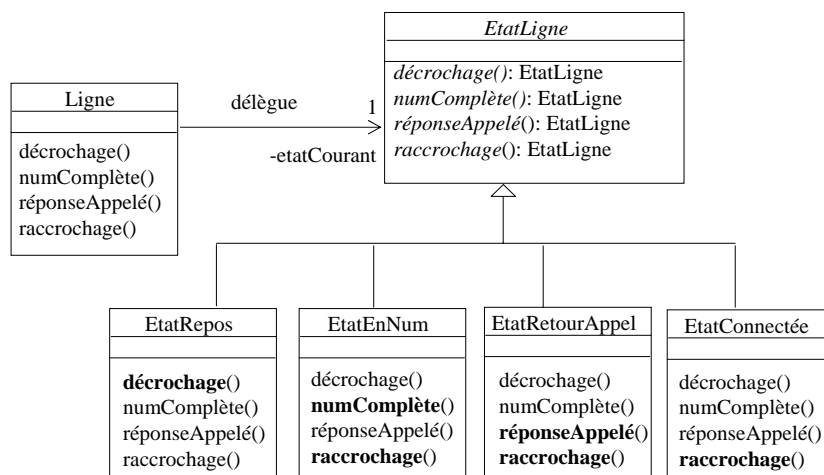 EtatLigne
décrochage(): EtatLigne
numComplète(): EtatLigne
réponseAppelé(): EtatLigne
raccrochage(): EtatLigne
Ligne
décrochage()
numComplète()
réponseAppelé()
raccrochage()
délègue
1
-etatCourant
EtatRepos
décrochage()
numComplète()
réponseAppelé()
raccrochage()
EtatEnNum
décrochage()
numComplète()
réponseAppelé()
raccrochage()
EtatRetourAppel
décrochage()
numComplète()
réponseAppelé()
raccrochage()
EtatConnectée
décrochage()
numComplète()
réponseAppelé()
raccrochage()